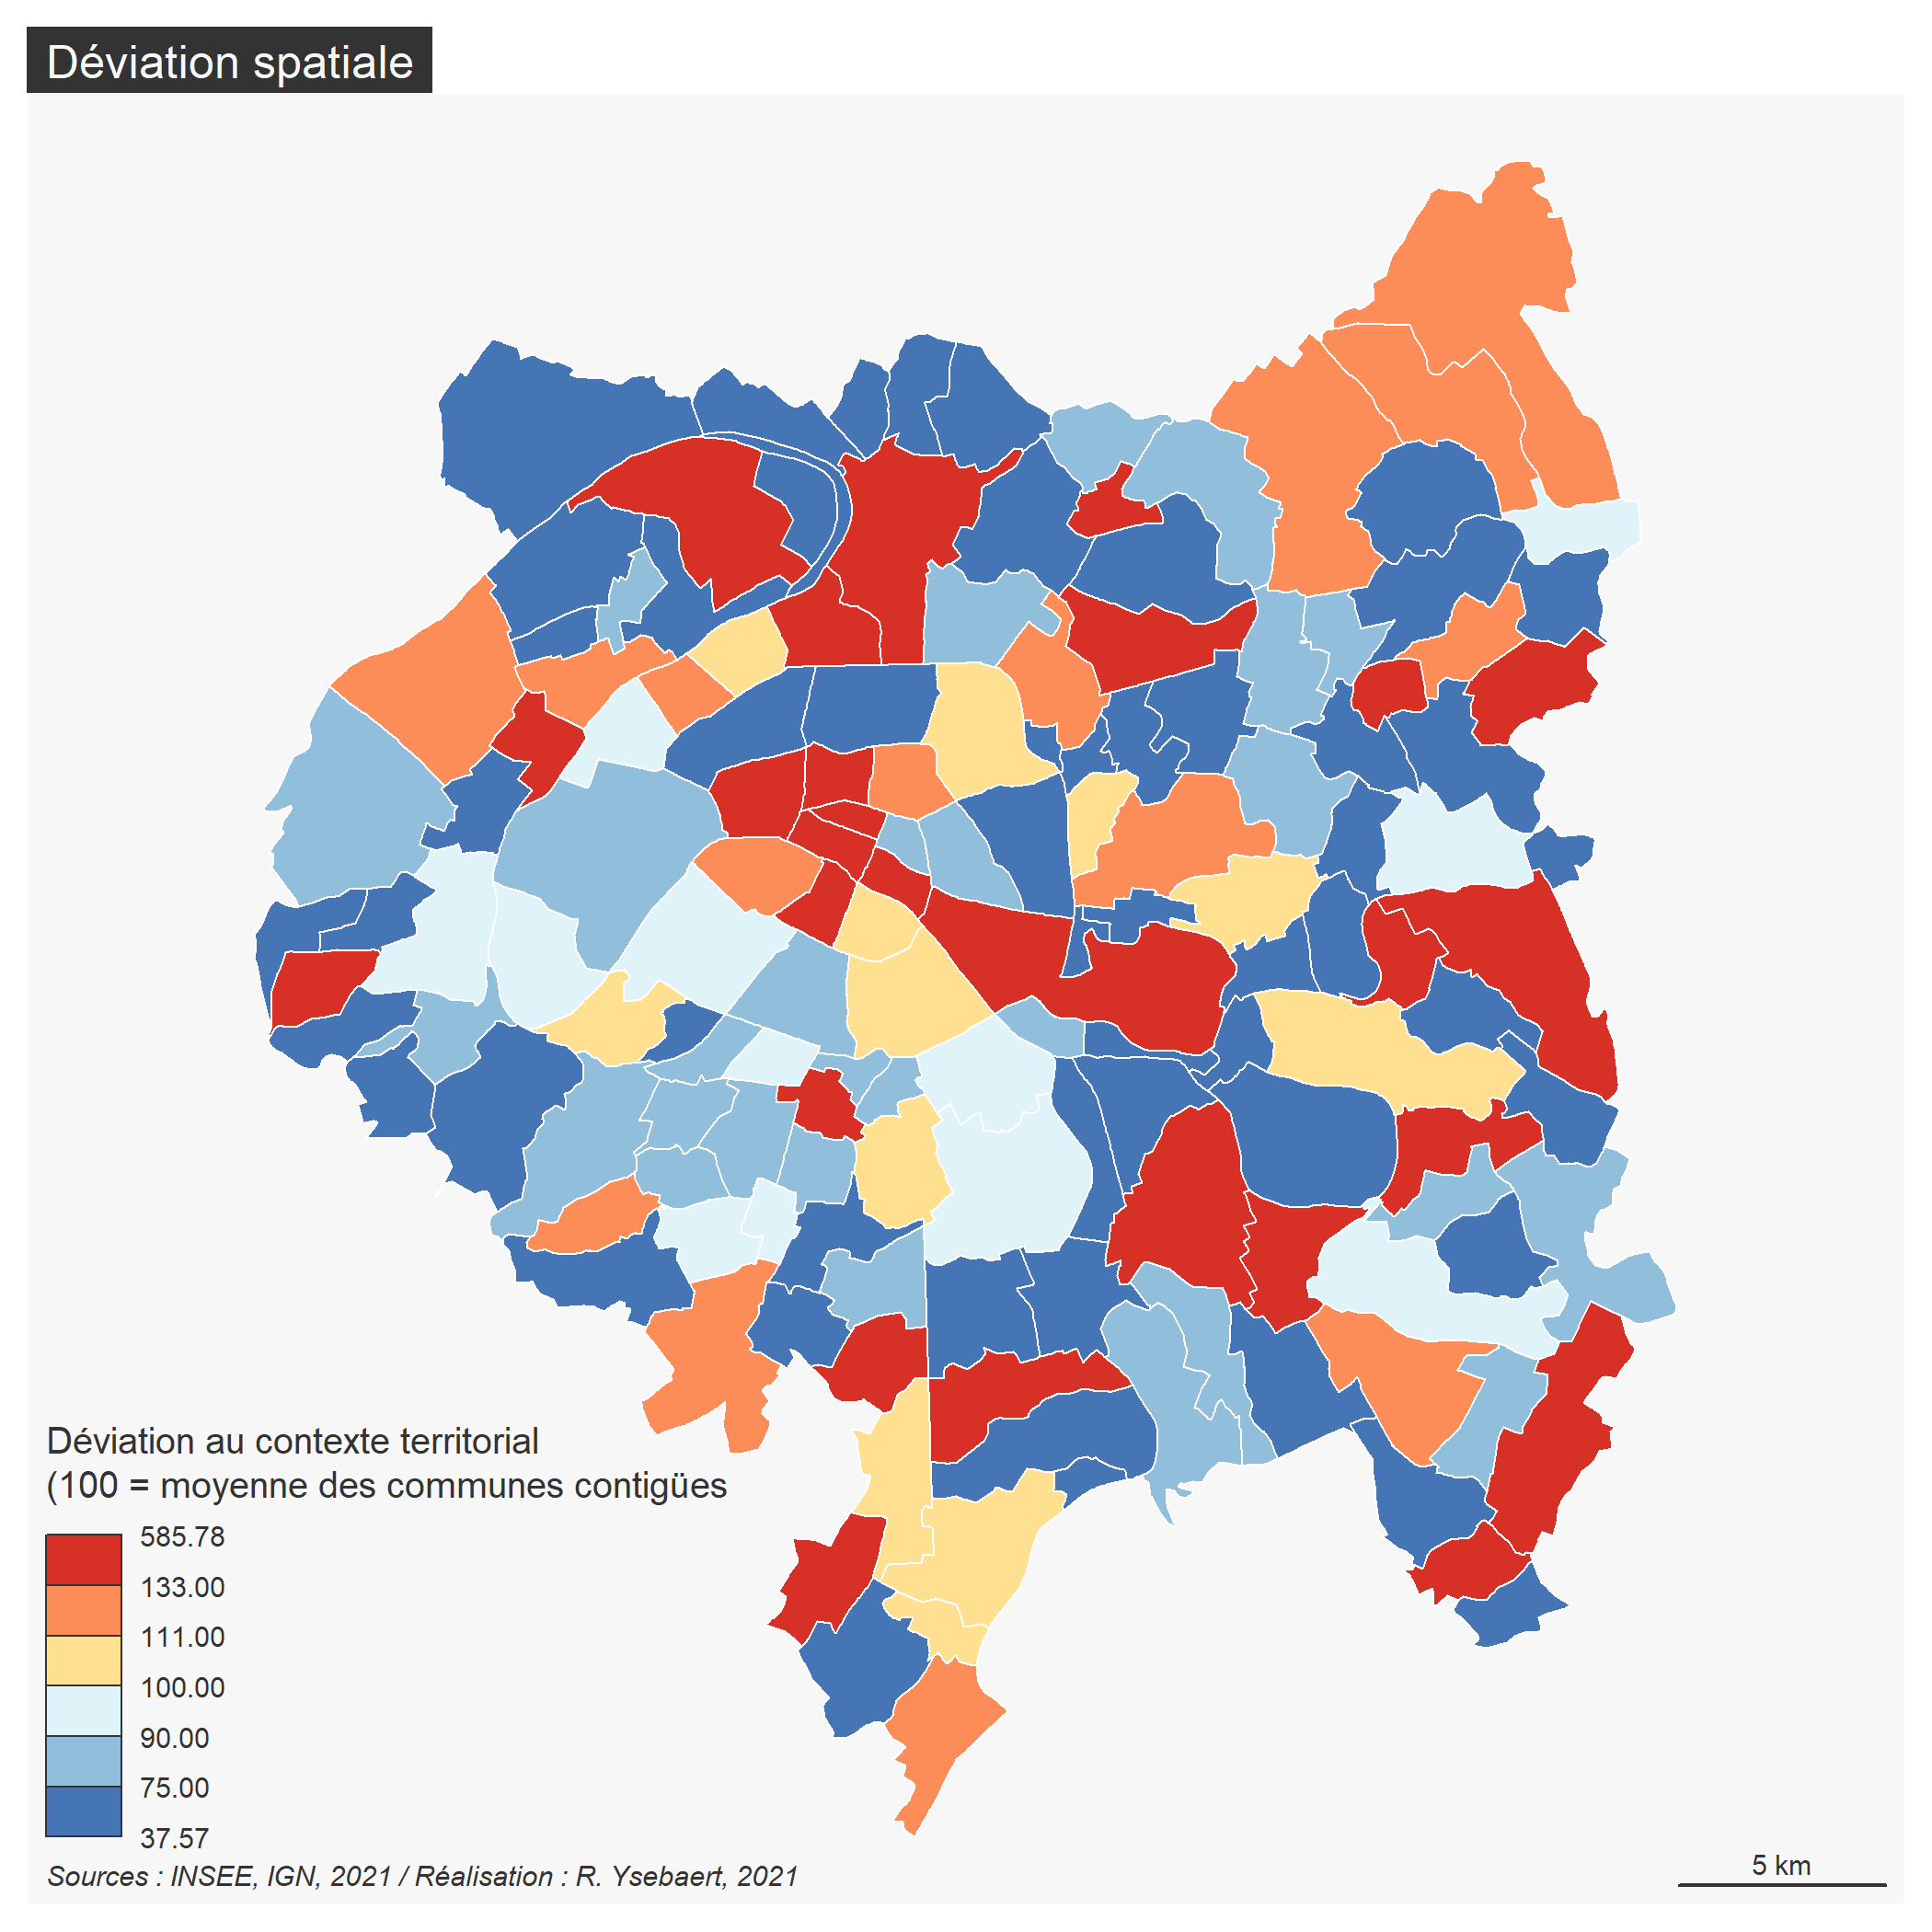 Déviation spatiale
Déviation au contexte territorial
(100 = moyenne des communes contigües
585.78
133.00
111.00
100.00
90.00
75.00
37.57
Sources : INSEE, IGN, 2021 / Réalisation : R. Ysebaert, 2021
5 km